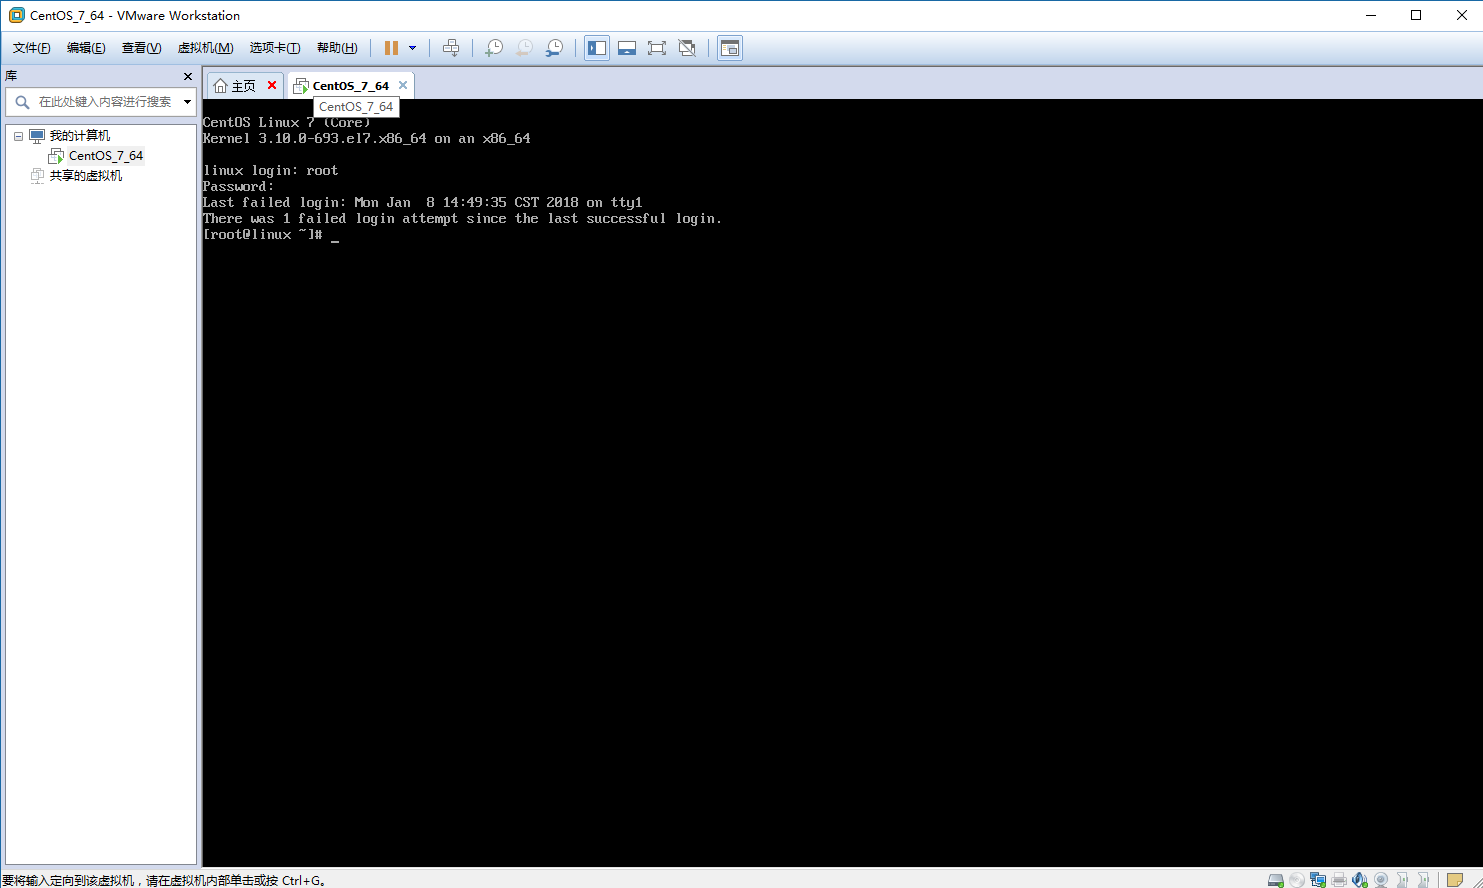 CentOS_7_64 - VMware Workstation
文件(F) 编辑(E) 查看(V) 虚拟机(M) 选项卡(T) 帮助(H)
库
在此处键入内容进行搜索
我的计算机
CentOS_7_64
共享的虚拟机
主页
CentOS_7_64
CentOS_7_64
CentOS Linux 7 (Core)
Kernel 3.10.0-693.el7.x86_64 on an x86_64
linux login: root
Password:
Last failed login: Mon Jan  8 14:49:35 CST 2018 on tty1
There was 1 failed login attempt since the last successful login.
[root@linux ~]# _
要将输入定向到该虚拟机，请在虚拟机内部单击或按 Ctrl+G。